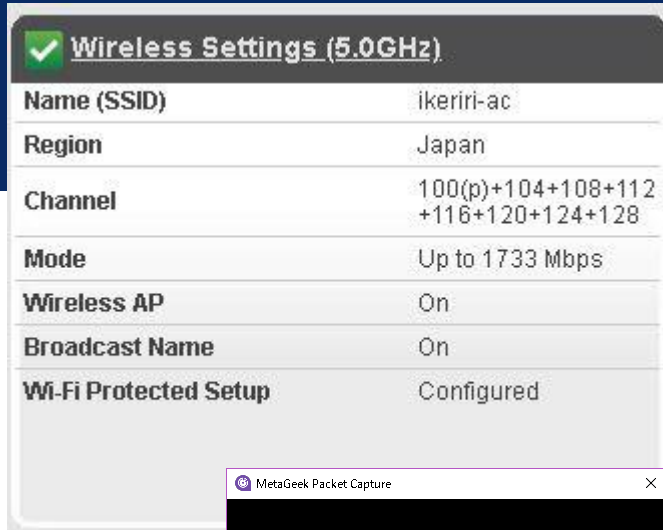 Wireless Settings (5.0GHz)
Name (SSID) ikeriri-ac
Region Japan
Channel 100(p)+104+108+112
+116+120+124+128
Mode Up to 1733 Mbps
Wireless AP On
Broadcast Name On
Wi-Fi Protected Setup Configured
MetaGeek Packet Capture